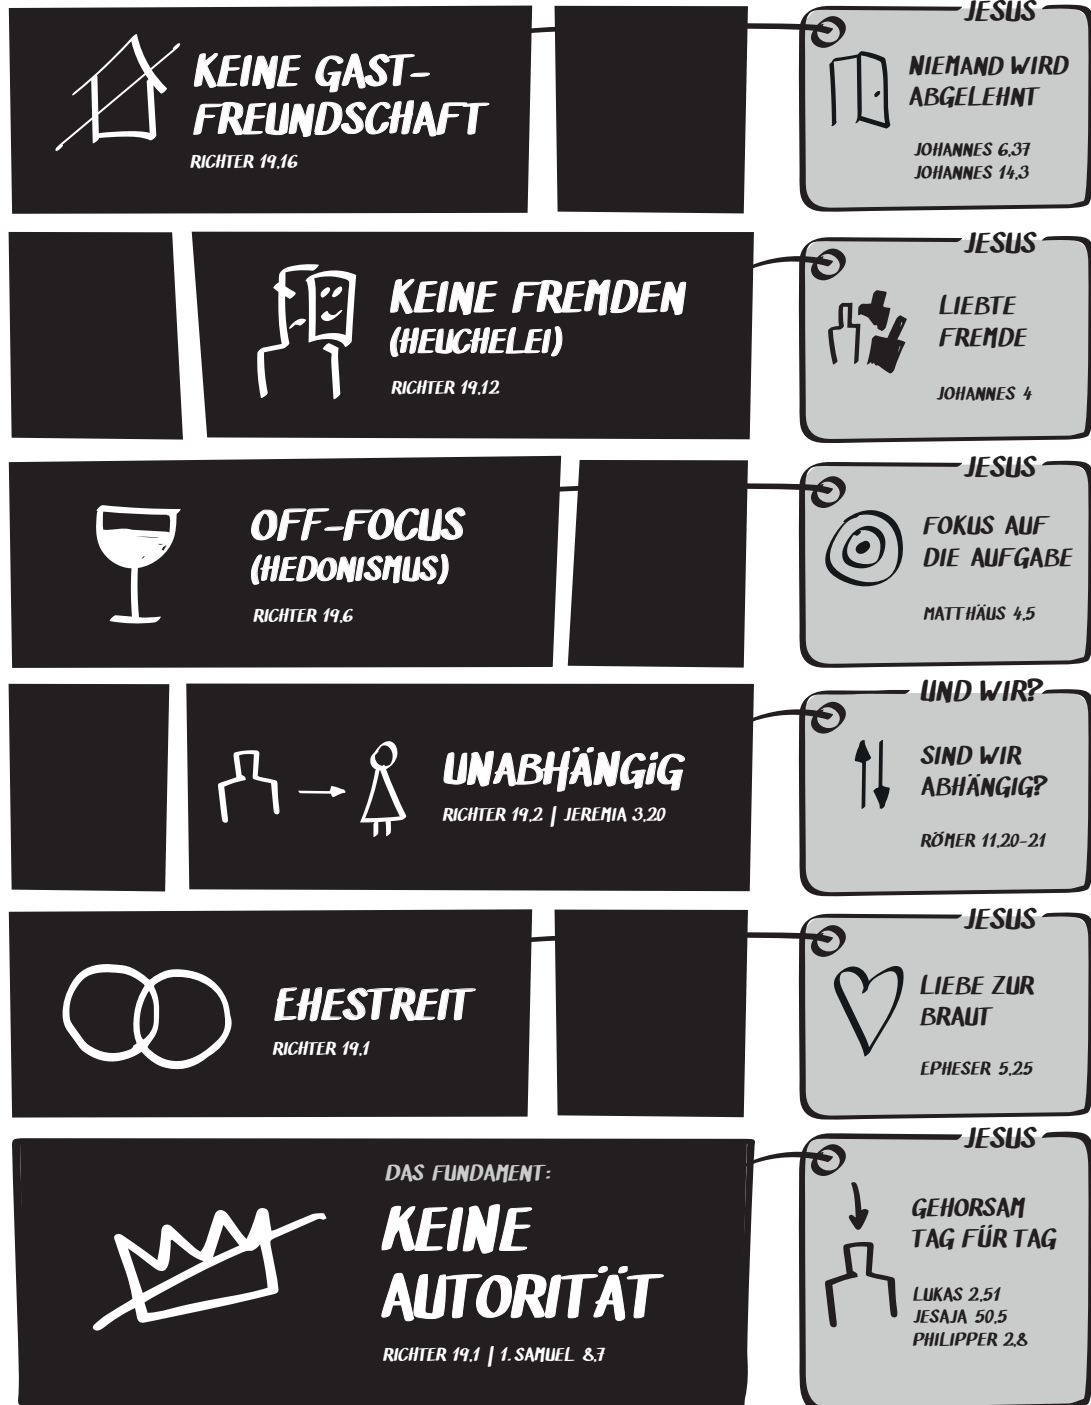 KEINE GAST-
FREUNDSCHAFT
RICHTER 19,16
JESUS
NIEMAND WIRD
ABGELEHNT
JOHANNES 6,37
JOHANNES 14,3
KEINE FREMDEN
(HEUCHELEI)
RICHTER 19,12
JESUS
LIEBTE
FREMDE
JOHANNES 4
OFF-FOCUS
(HEDONISMUS)
RICHTER 19,6
JESUS
FOKUS AUF
DIE AUFGABE
MATTHÄUS 4,5
UNABHÄNGiG
RICHTER 19,2 | JEREMIA 3,20
UND WIR?
SIND WIR
ABHÄNGIG?
RÖMER 11,20-21
EHESTREIT
RICHTER 19,1
JESUS
LIEBE ZUR
BRAUT
EPHESER 5,25
DAS FUNDAMENT:
KEINE
AUTORITÄT
RICHTER 19,1 | 1. SAMUEL 8,7
JESUS
GEHORSAM
TAG FÜR TAG
LUKAS 2,51
JESAJA 50,5
PHILIPPER 2,8